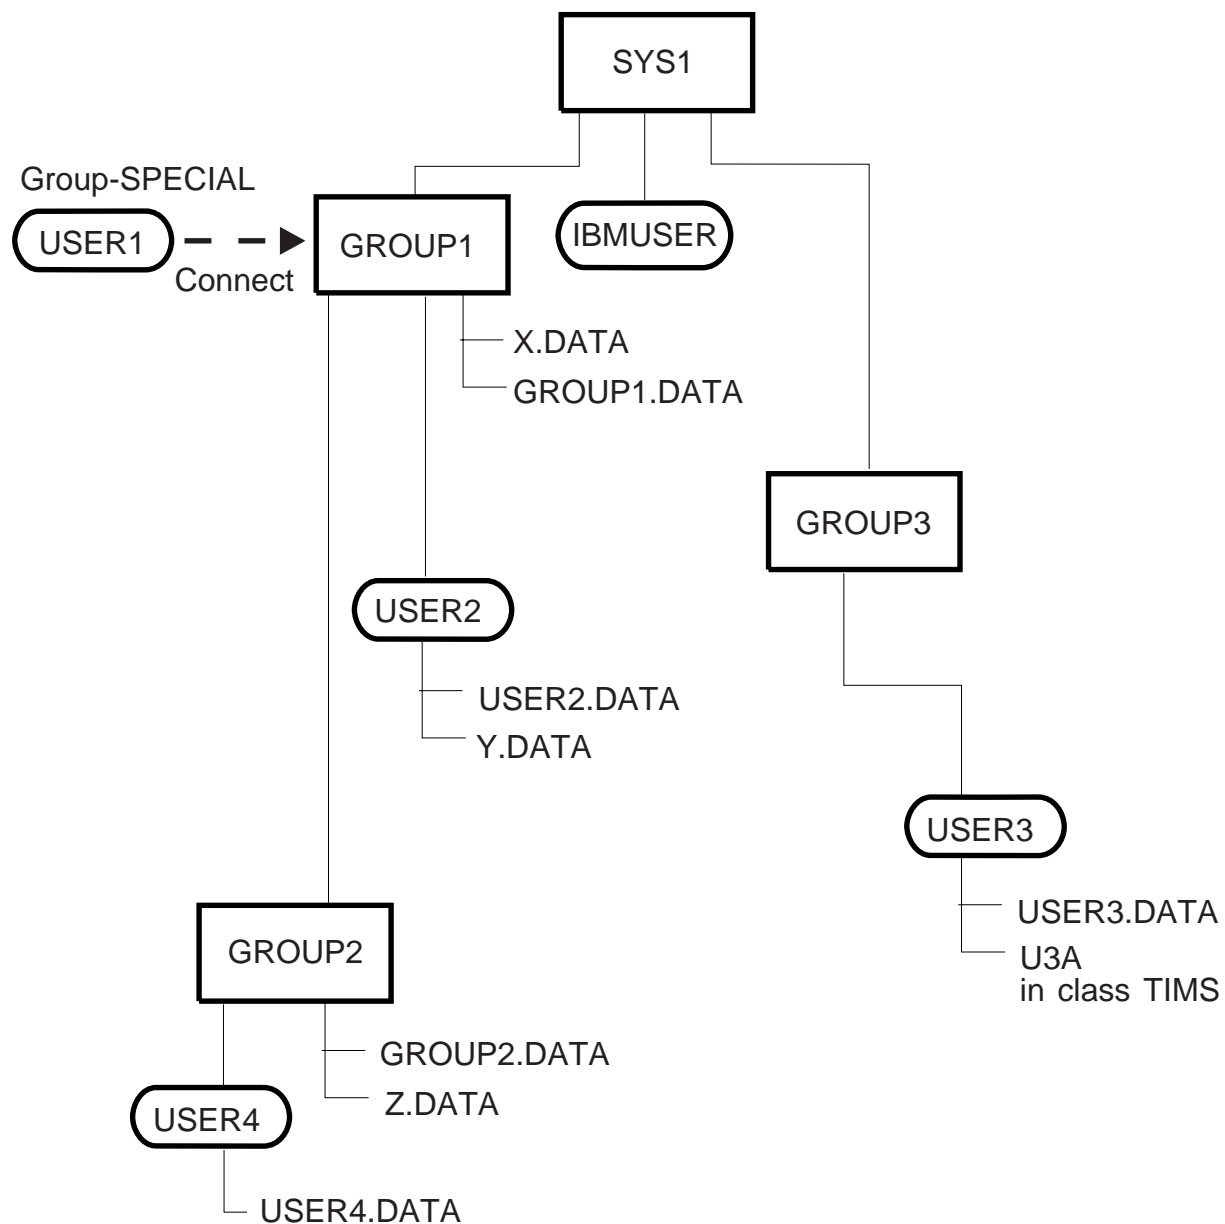 SYS1
Group-SPECIAL
USER1
Connect
GROUP1
IBMUSER
X.DATA
GROUP1.DATA
GROUP3
USER2
USER2.DATA
Y.DATA
USER3
USER3.DATA
U3A
in class TIMS
GROUP2
GROUP2.DATA
Z.DATA
USER4
USER4.DATA